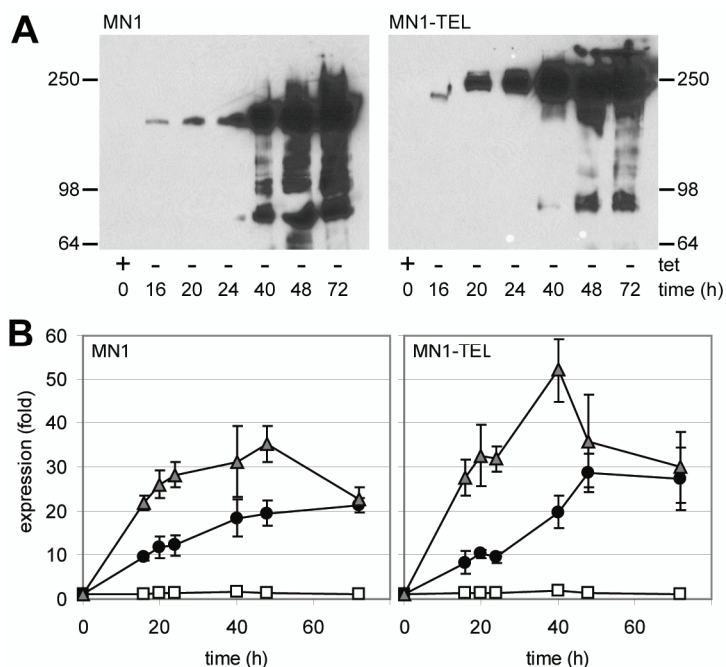 A
MN1
MN1-TEL
250
98
64
250
98
64
+ - - - - - -
0 16 20 24 40 48 72
+ - - - - - - tet
0 16 20 24 40 48 72 time (h)
B
expression (fold)
60
50
40
30
20
10
0
MN1
MN1-TEL
0 20 40 60
time (h)
0 20 40 60
time (h)